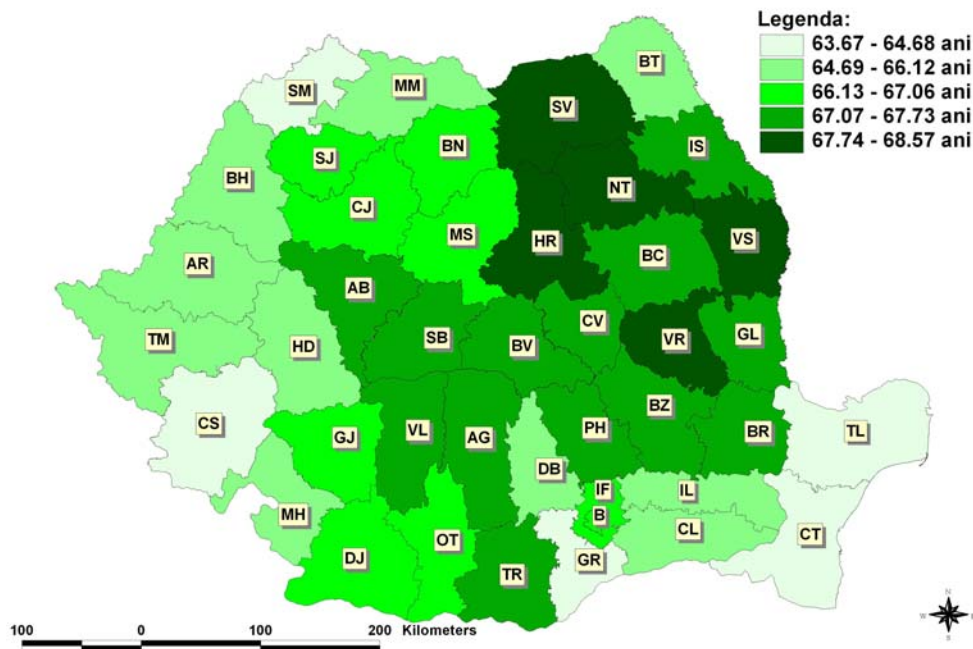 Legenda:
63.67 - 64.68 ani
64.69 - 66.12 ani
66.13 - 67.06 ani
67.07 - 67.73 ani
67.74 - 68.57 ani
BT
SM
MM
SV
IS
SJ
BN
BH
NT
CJ
MS
HR
VS
BC
AR
AB
CV
TM
HD
SB
BV
VR
GL
BZ
CS
GJ
VL
AG
PH
BR
TL
DB
IF
IL
MH
B
OT
CL
CT
DJ
GR
TR
N
W
100 0 100 200 Kilometers
S